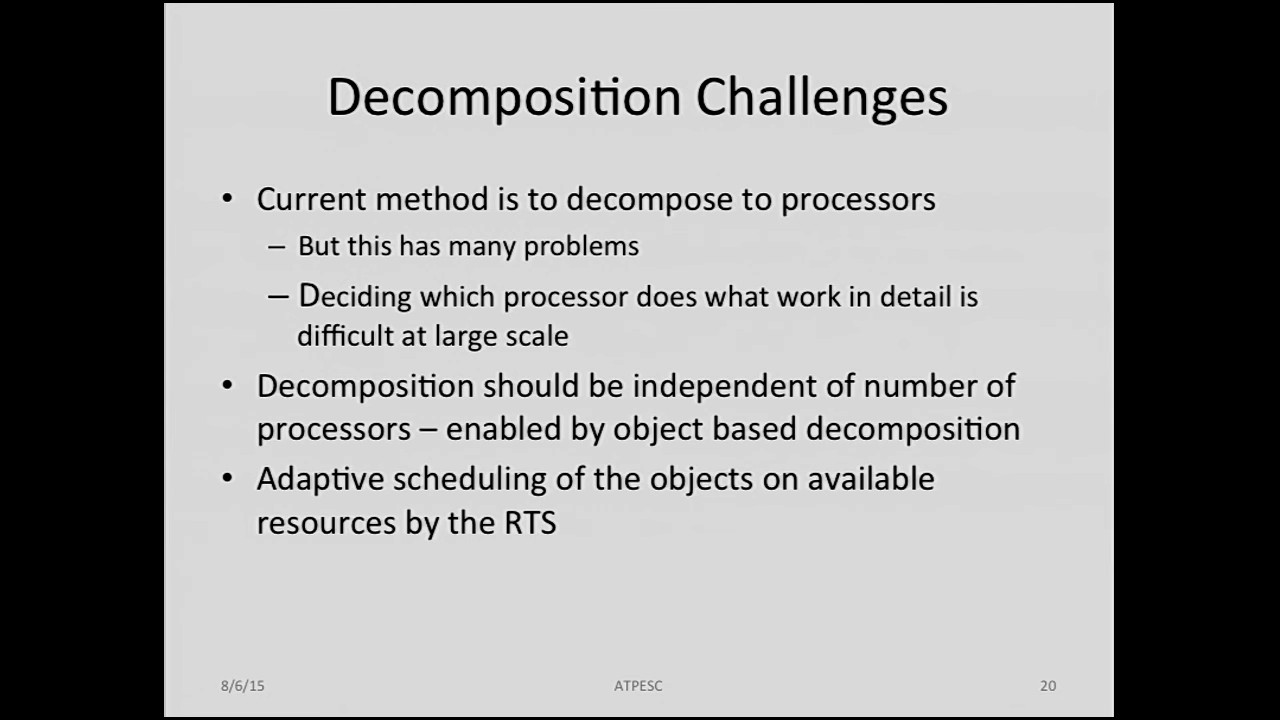 Decomposition Challenges
• Current method is to decompose to processors
– But this has many problems
– Deciding which processor does what work in detail is
difficult at large scale
• Decomposition should be independent of number of
processors – enabled by object based decomposition
• Adaptive scheduling of the objects on available
resources by the RTS
8/6/15 ATPESC 20